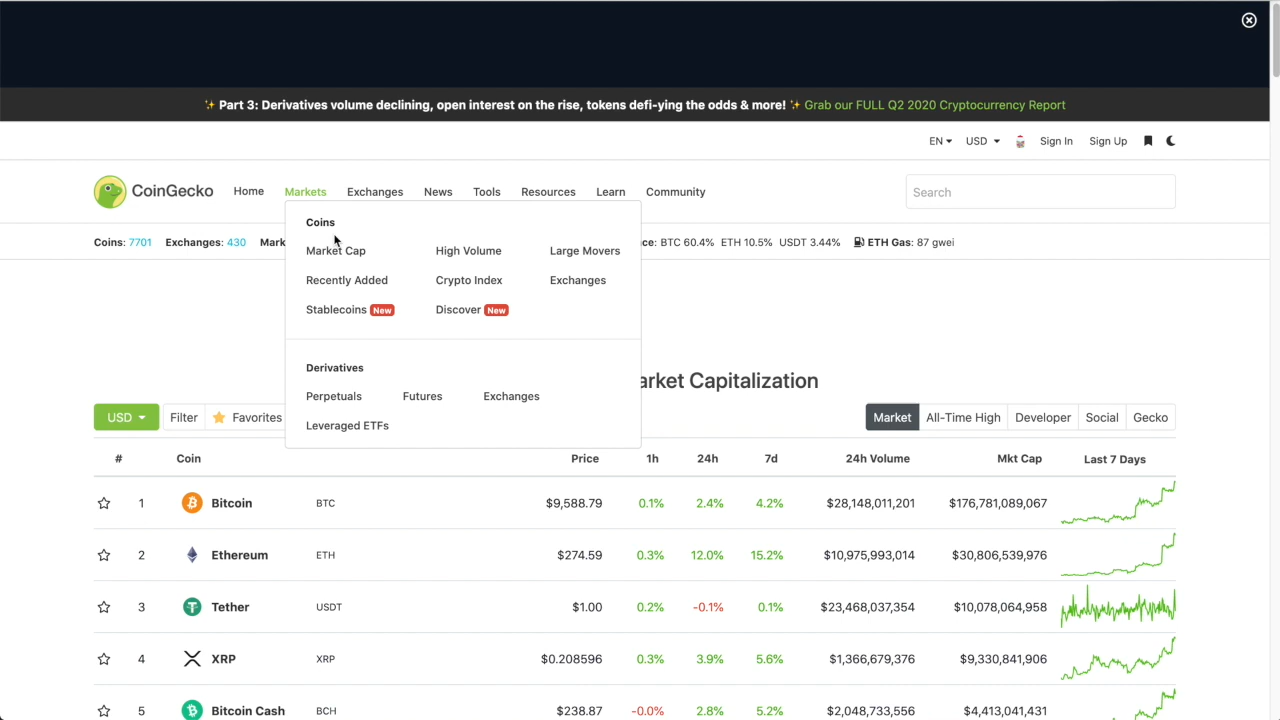 ✨ Part 3: Derivatives volume declining, open interest on the rise, tokens defi-ying the odds & more! ✨ Grab our FULL Q2 2020 Cryptocurrency Report
EN USD Sign In Sign Up
CoinGecko Home Markets Exchanges News Tools Resources Learn Community Search
Coins: 7701 Exchanges: 430 Mark ce: BTC 60.4% ETH 10.5% USDT 3.44% ETH Gas: 87 gwei
Coins
Market Cap High Volume Large Movers
Recently Added Crypto Index Exchanges
Stablecoins New Discover New
Derivatives
Perpetuals Futures Exchanges
Leveraged ETFs
arket Capitalization
USD Filter Favorites Market All-Time High Developer Social Gecko
# Coin Price 1h 24h 7d 24h Volume Mkt Cap Last 7 Days
1 Bitcoin BTC $9,588.79 0.1% 2.4% 4.2% $28,148,011,201 $176,781,089,067
2 Ethereum ETH $274.59 0.3% 12.0% 15.2% $10,975,993,014 $30,806,539,976
3 Tether USDT $1.00 0.2% -0.1% 0.1% $23,468,037,354 $10,078,064,958
4 XRP XRP $0.208596 0.3% 3.9% 5.6% $1,366,679,376 $9,330,841,906
5 Bitcoin Cash BCH $238.87 -0.0% 2.8% 5.2% $2,048,733,556 $4,413,041,431